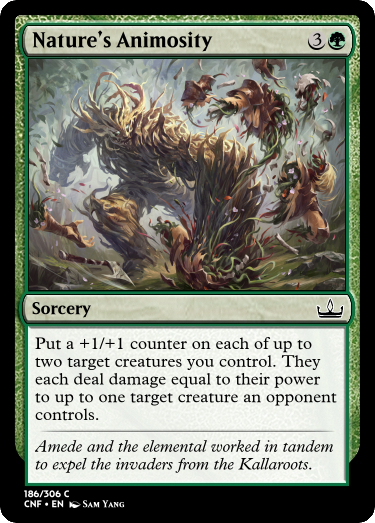 Nature's Animosity 3
Sorcery
Put a +1/+1 counter on each of up
to two target creatures you control. They
each deal damage equal to their power
to up to one target creature an opponent
controls.
Amede and the elemental worked in tandem
to expel the invaders from the Kallaroots.
186/306 C
CNF • EN Sam Yang